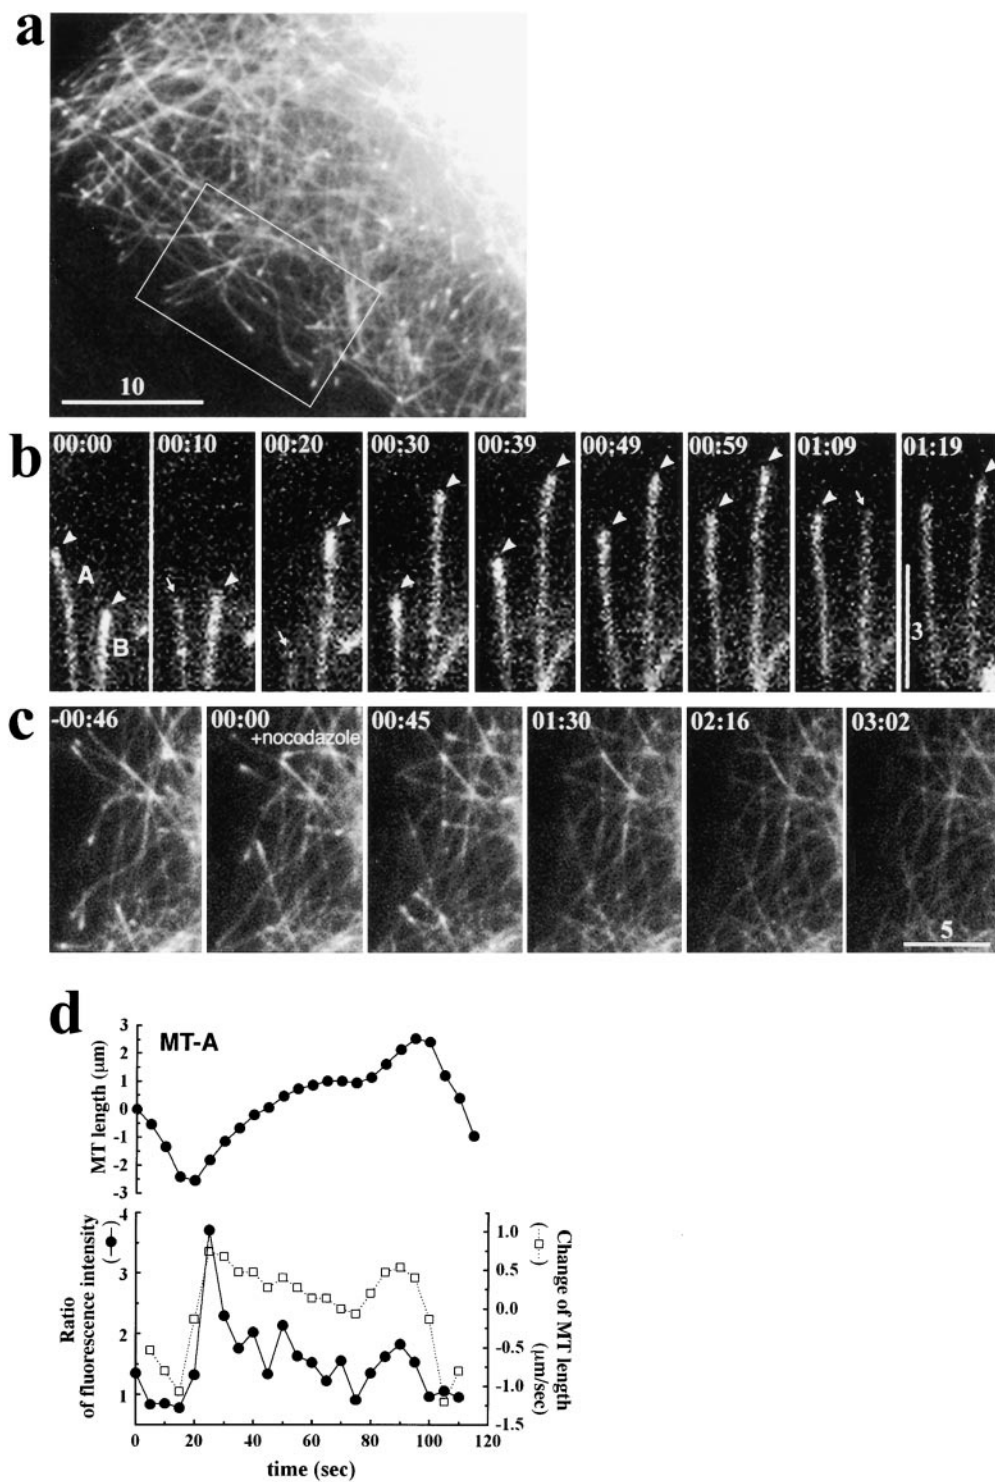 a
10
b
00:00 00:10 00:20 00:30 00:39 00:49 00:59 01:09 01:19
A
B
3
c
-00:46 00:00 00:45 01:30 02:16 03:02
+nocodazole
5
d
MT-A
MT length (μm)
3
2
1
0
-1
-2
-3
Ratio
of fluorescence intensity
( )
4
3
2
1
1.0
0.5
0.0
-0.5
-1.0
-1.5
Change of MT length
( )
(μm/sec)
0 20 40 60 80 100 120
time (sec)